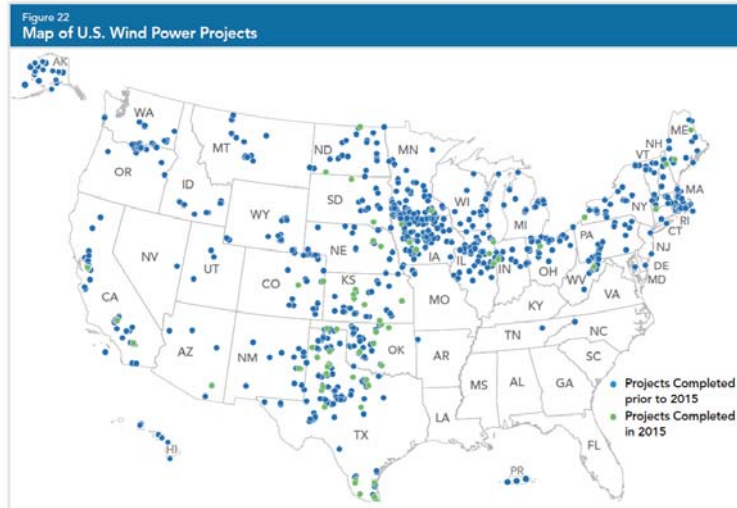 Figure 22
Map of U.S. Wind Power Projects
AK
WA
MT
ND
MN
ME
NH
VT
OR
ID
SD
WI
MI
NY
MA
RI
CT
WY
NE
IA
IL
IN
OH
PA
NJ
DE
MD
NV
UT
CO
KS
MO
WV
VA
KY
CA
AZ
NM
OK
AR
TN
NC
SC
MS
AL
GA
TX
LA
FL
HI
PR
Projects Completed
prior to 2015
Projects Completed
in 2015